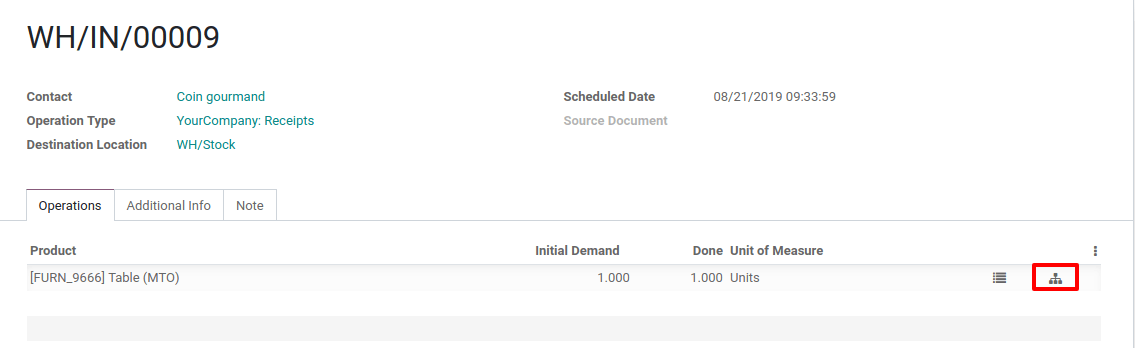 WH/IN/00009
Contact Coin gourmand Scheduled Date 08/21/2019 09:33:59
Operation Type YourCompany: Receipts Source Document
Destination Location WH/Stock
Operations Additional Info Note
Product Initial Demand Done Unit of Measure
[FURN_9666] Table (MTO) 1.000 1.000 Units